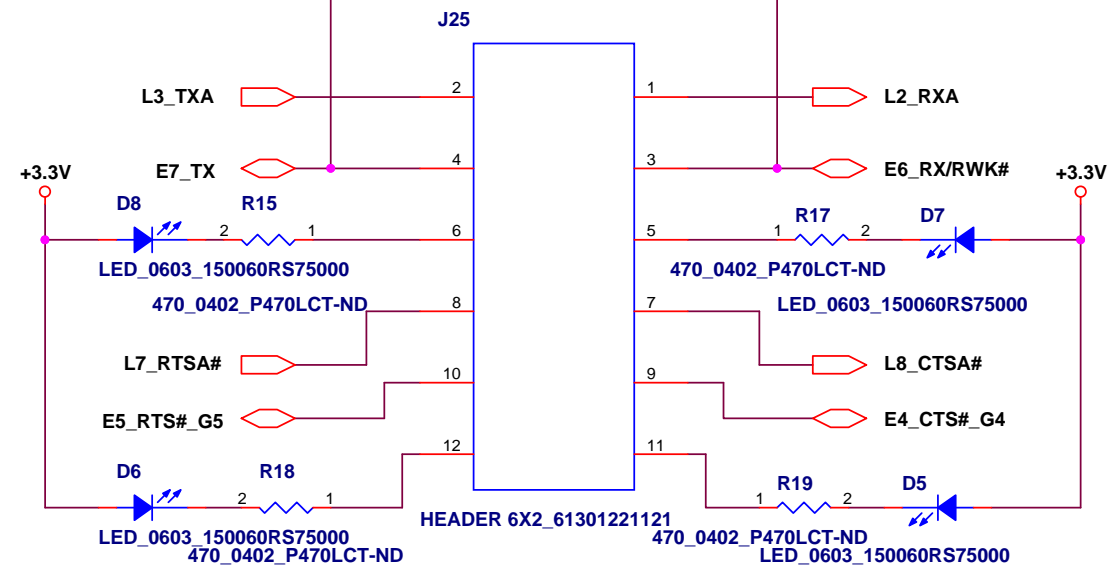 J25
L3_TXA 2 1 L2_RXA
E7_TX 4 3 E6_RX/RWK#
+3.3V +3.3V
D8 R15 R17 D7
2 1 6 5 1 2
LED_0603_150060RS75000 470_0402_P470LCT-ND
470_0402_P470LCT-ND 8 7 LED_0603_150060RS75000
L7_RTSA# L8_CTSA#
10 9
E5_RTS#_G5 E4_CTS#_G4
12 11
D6 R18 R19 D5
2 1 1 2
HEADER 6X2_61301221121
LED_0603_150060RS75000 470_0402_P470LCT-ND
470_0402_P470LCT-ND LED_0603_150060RS75000